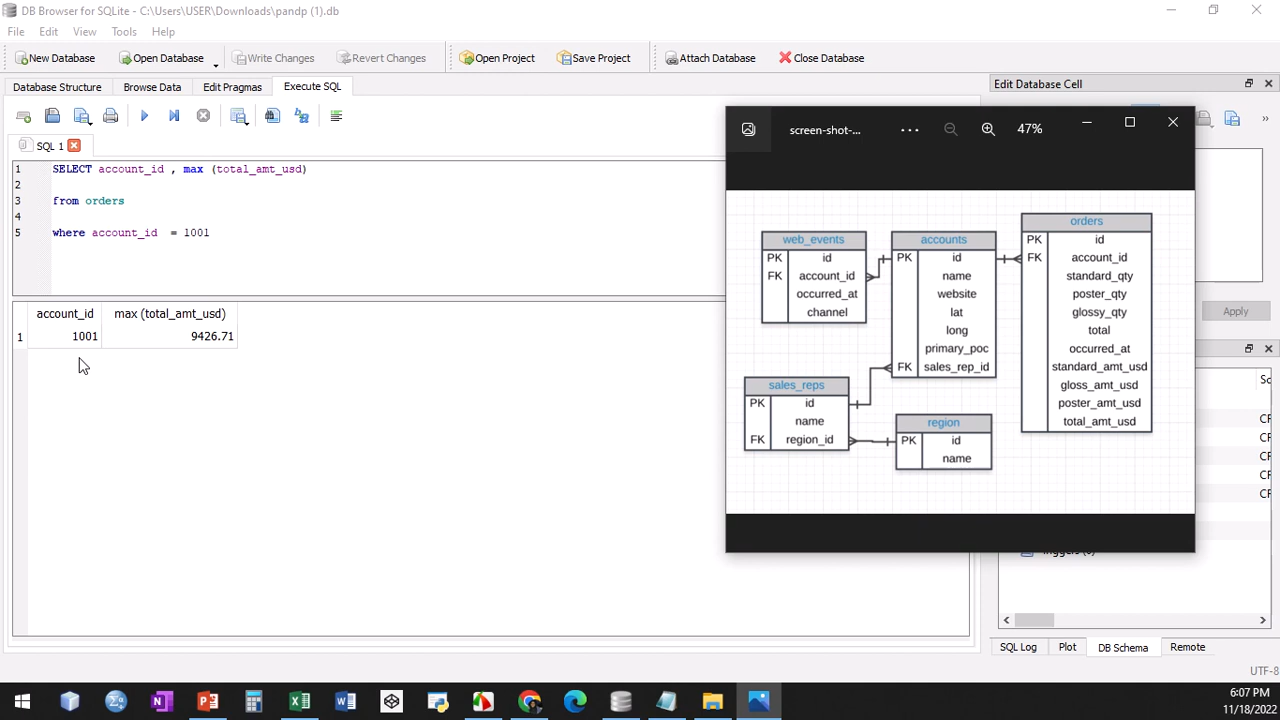 DB Browser for SQLite - C:\Users\USER\Downloads\pandp (1).db
File Edit View Tools Help
New Database Open Database Write Changes Revert Changes Open Project Save Project Attach Database Close Database
Database Structure Browse Data Edit Pragmas Execute SQL
Edit Database Cell
SQL 1
1 SELECT account_id , max (total_amt_usd)
2
3 from orders
4
5 where account_id = 1001
account_id max (total_amt_usd)
1 1001 9426.71
screen-shot-... 47%
web_events
PK id
FK account_id
occurred_at
channel
accounts
PK id
name
website
lat
long
primary_poc
FK sales_rep_id
orders
PK id
FK account_id
standard_qty
poster_qty
glossy_qty
total
occurred_at
standard_amt_usd
gloss_amt_usd
poster_amt_usd
total_amt_usd
sales_reps
PK id
name
FK region_id
region
PK id
name
Apply
Sc
CF
CF
CF
CF
CF
SQL Log Plot DB Schema Remote
UTF-8
6:07 PM
11/18/2022